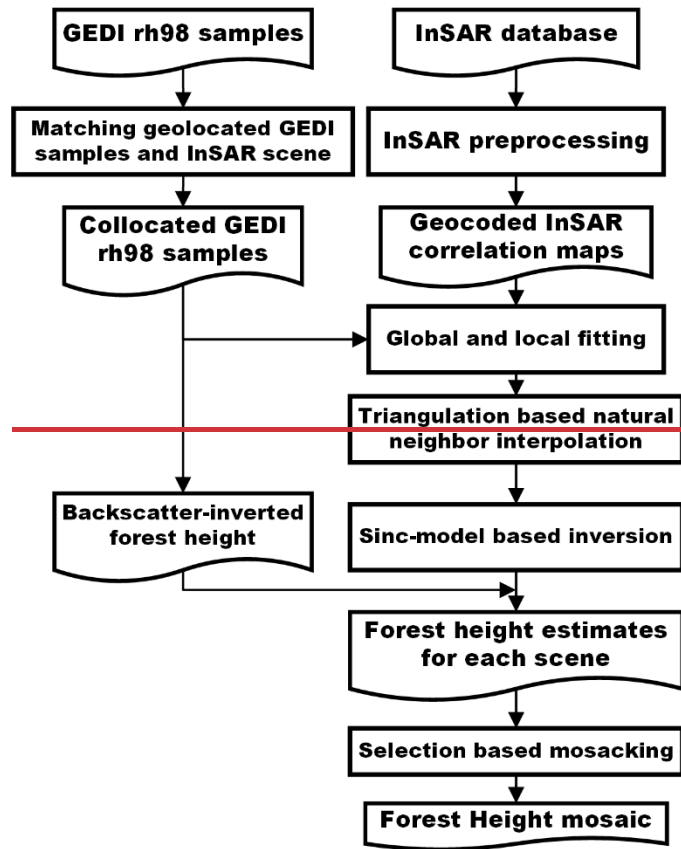 GEDI rh98 samples
InSAR database
Matching geolocated GEDI
samples and InSAR scene
InSAR preprocessing
Collocated GEDI
rh98 samples
Geocoded InSAR
correlation maps
Global and local fitting
Triangulation based natural
neighbor interpolation
Backscatter-inverted
forest height
Sinc-model based inversion
Forest height estimates
for each scene
Selection based mosacking
Forest Height mosaic